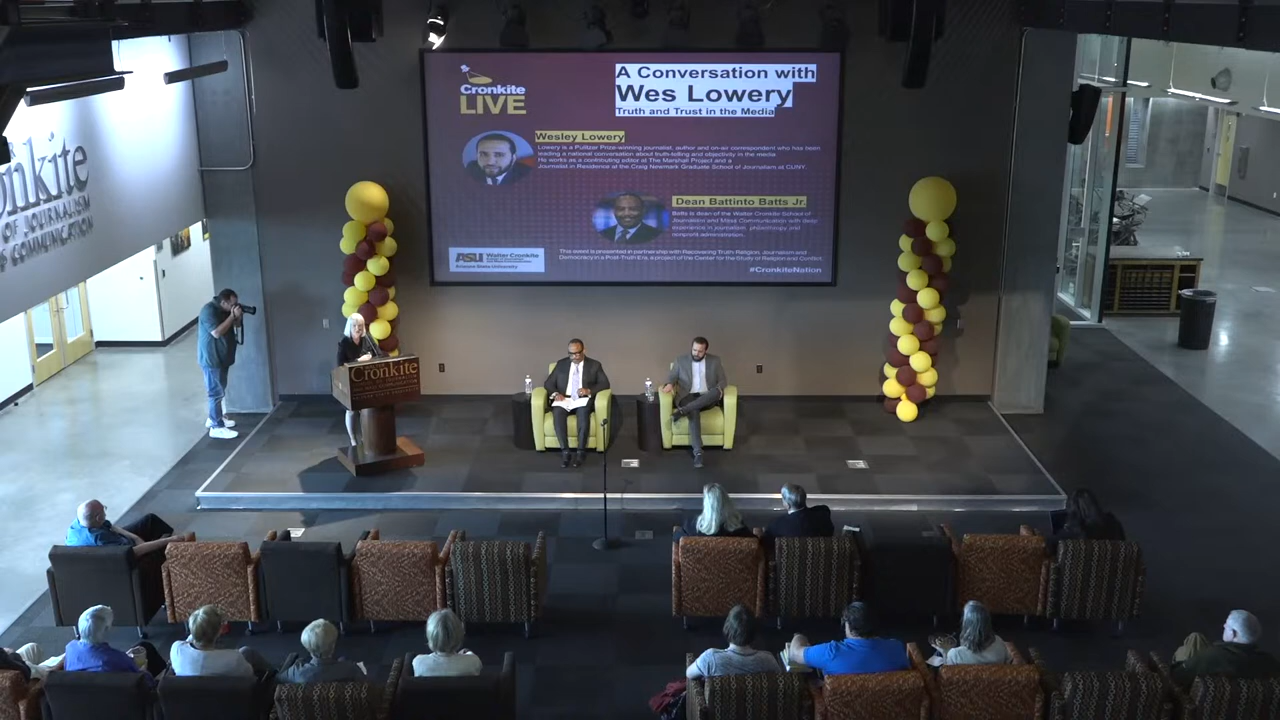 A Conversation with
Wes Lowery
Truth and Trust in the Media
Cronkite
LIVE
Wesley Lowery
Lowery is a Pulitzer Prize-winning journalist, author and on-air correspondent who has been
leading a national conversation about truth-telling and objectivity in the media.
He works as a contributing editor at The Marshall Project and a
Journalist in Residence at the Craig Newmark Graduate School of Journalism at CUNY.
Dean Battinto Batts Jr.
Batts is dean of the Walter Cronkite School of
Journalism and Mass Communication with deep
experience in journalism, philanthropy and
nonprofit administration.
This event is presented in partnership with Recovering Truth: Religion, Journalism and
Democracy in a Post-Truth Era, a project of the Center for the Study of Religion and Conflict.
ASU Walter Cronkite
Arizona State University
#CronkiteNation
onkite
OF JOURNALISM
COMMUNICATION
Cronkite